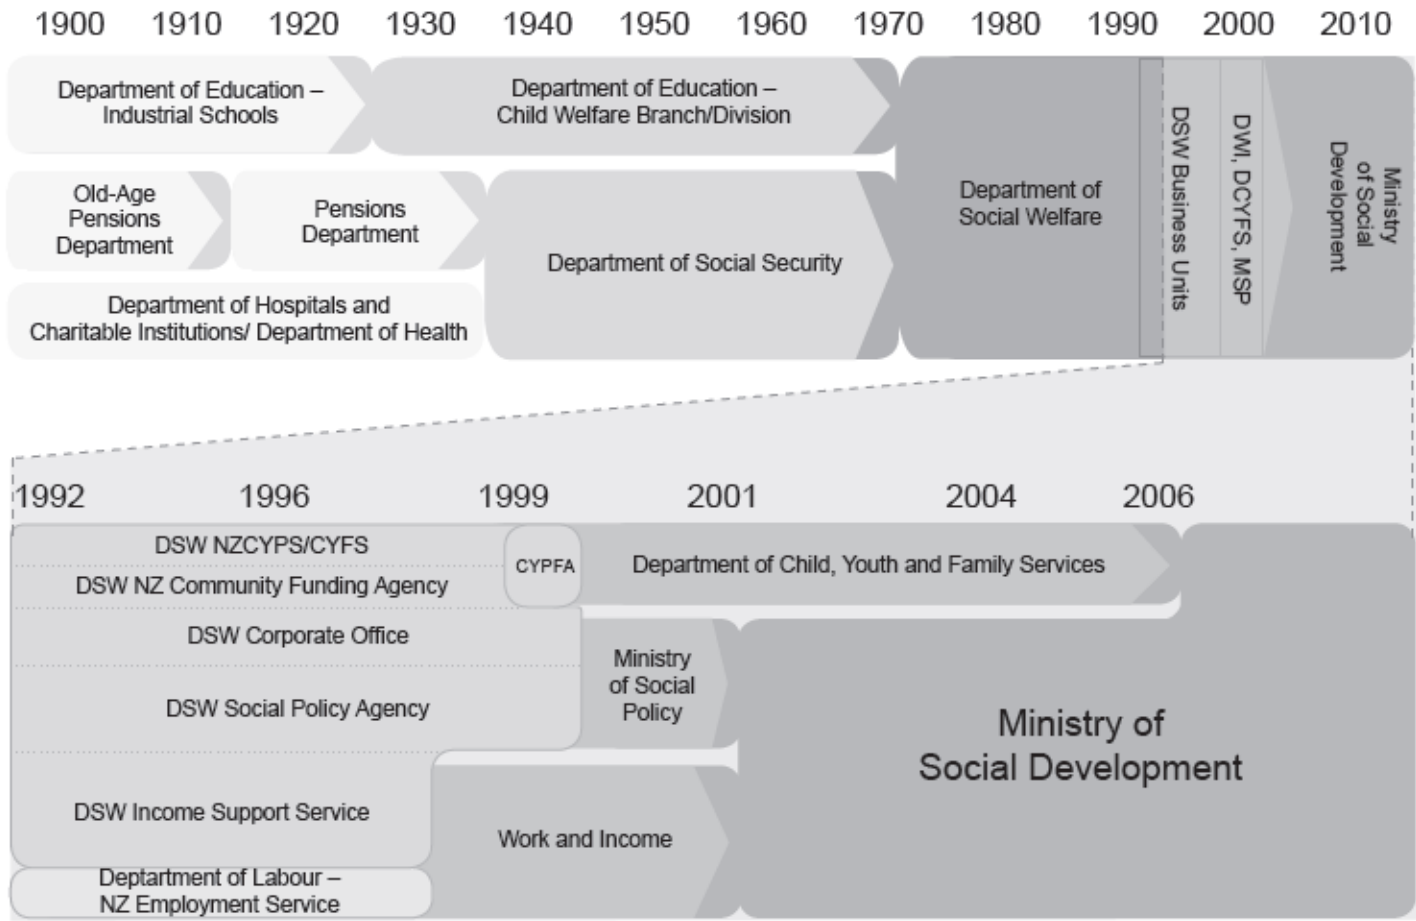 1900 1910 1920 1930 1940 1950 1960 1970 1980 1990 2000 2010
Department of Education –
Industrial Schools
Department of Education –
Child Welfare Branch/Division
Old-Age
Pensions
Department
Pensions
Department
Department of Hospitals and
Charitable Institutions/ Department of Health
Department of Social Security
Department of
Social Welfare
DSW Business Units
DWI, DCYFS, MSP
Ministry
of Social
Development
1992 1996 1999 2001 2004 2006
DSW NZCYPS/CYFS
DSW NZ Community Funding Agency
CYPFA
Department of Child, Youth and Family Services
DSW Corporate Office
DSW Social Policy Agency
Ministry
of Social
Policy
Ministry of
Social Development
DSW Income Support Service
Work and Income
Deptartment of Labour –
NZ Employment Service